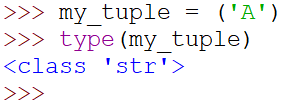 >>> my_tuple = ('A')
>>> type(my_tuple)
<class 'str'>
>>>